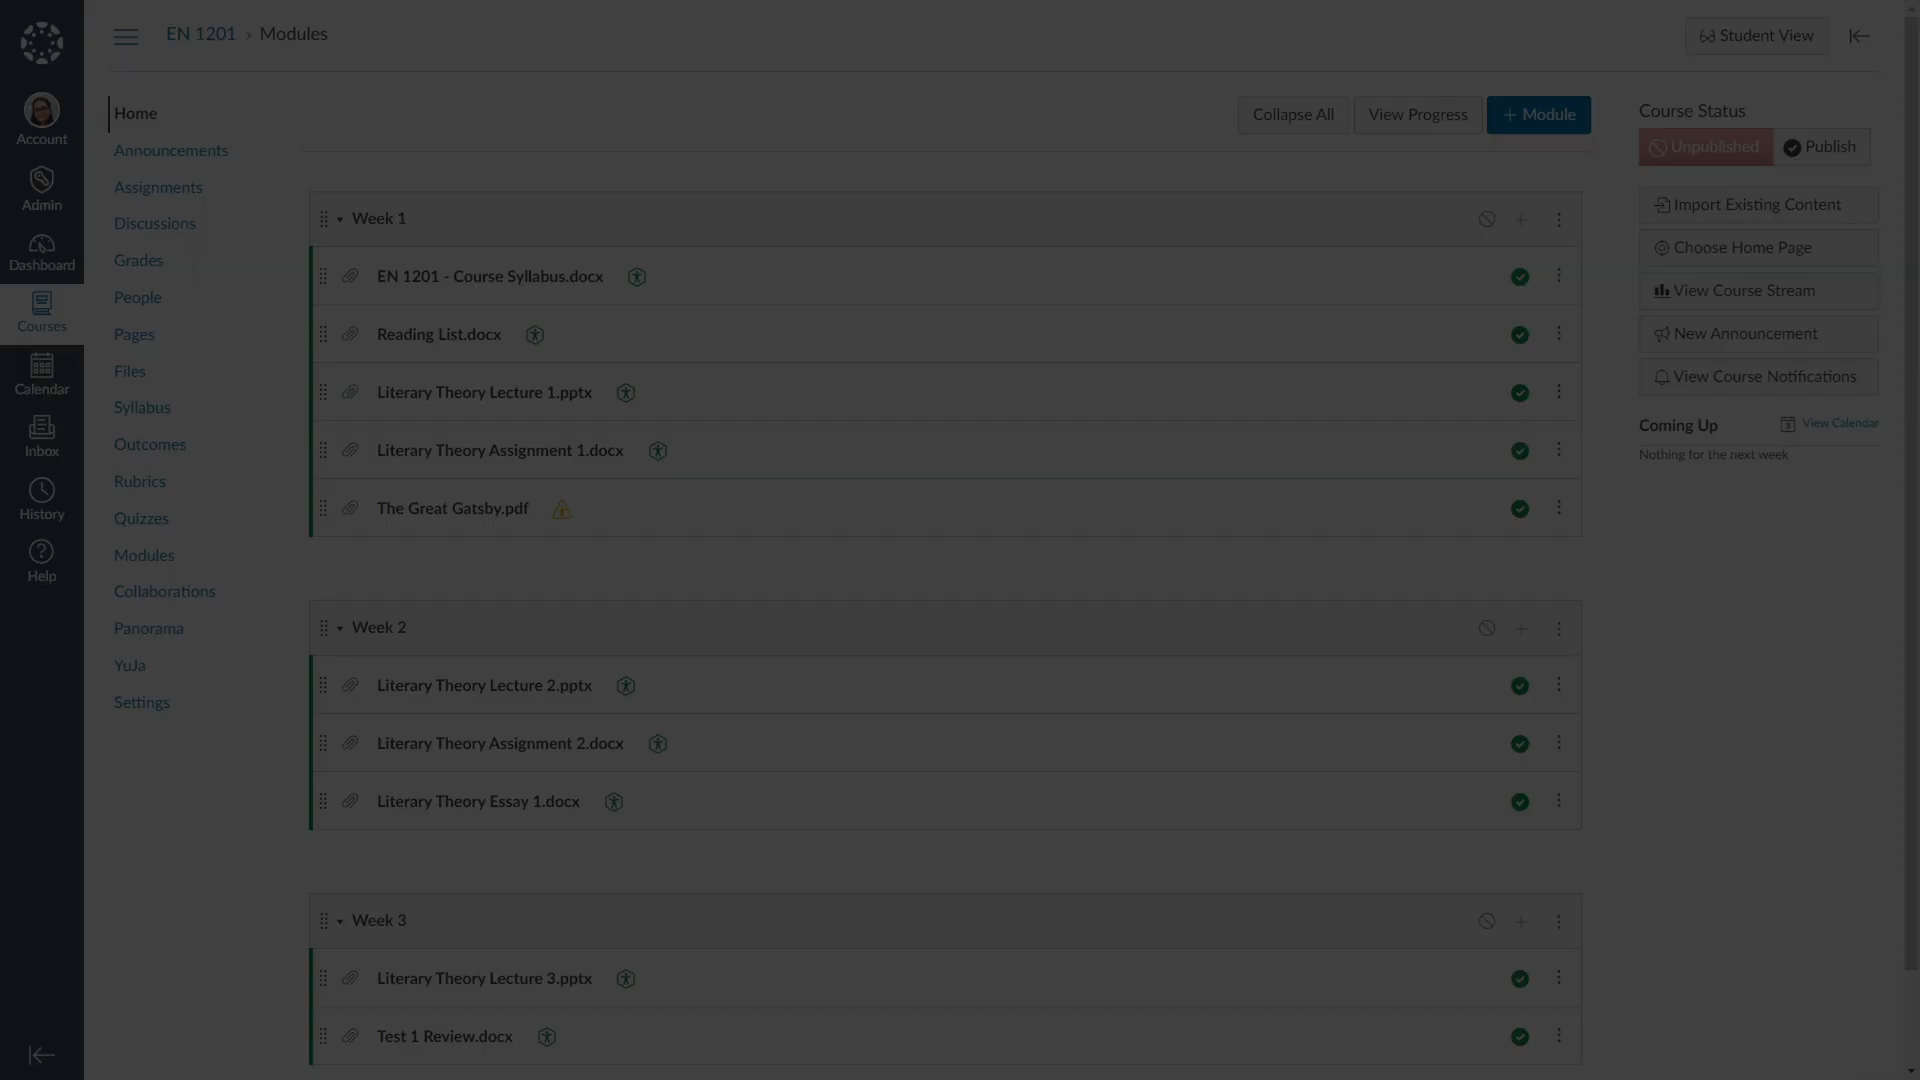 EN 1201 › Modules
Student View
Account
Admin
Dashboard
Courses
Calendar
Inbox
History
Help
Home
Announcements
Assignments
Discussions
Grades
People
Pages
Files
Syllabus
Outcomes
Rubrics
Quizzes
Modules
Collaborations
Panorama
YuJa
Settings
Collapse All
View Progress
+ Module
Week 1
EN 1201 - Course Syllabus.docx
Reading List.docx
Literary Theory Lecture 1.pptx
Literary Theory Assignment 1.docx
The Great Gatsby.pdf
Week 2
Literary Theory Lecture 2.pptx
Literary Theory Assignment 2.docx
Literary Theory Essay 1.docx
Week 3
Literary Theory Lecture 3.pptx
Test 1 Review.docx
Course Status
Unpublished
Publish
Import Existing Content
Choose Home Page
View Course Stream
New Announcement
View Course Notifications
Coming Up
View Calendar
Nothing for the next week